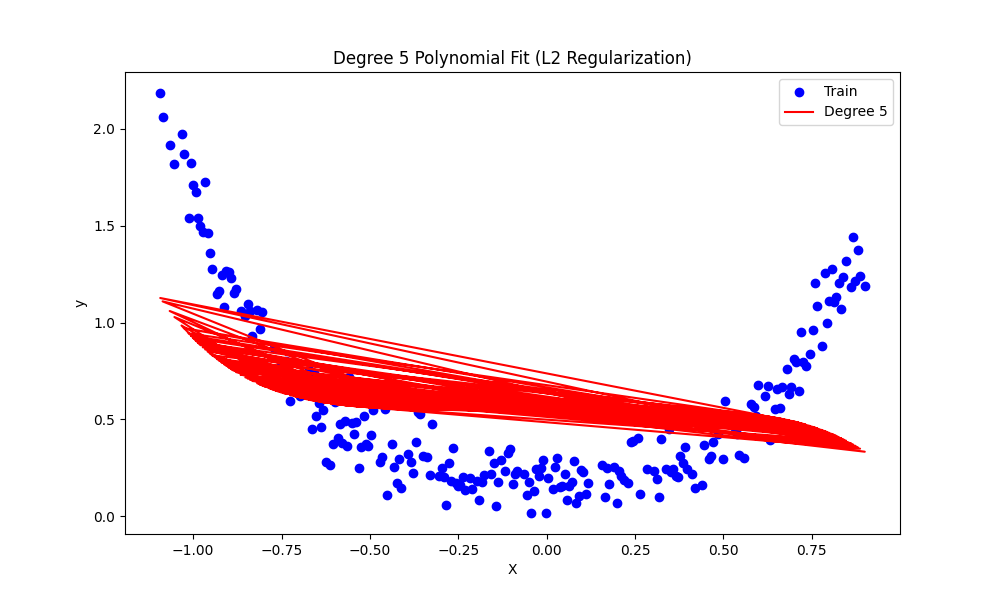 Degree 5 Polynomial Fit (L2 Regularization)
Train
Degree 5
y
2.0
1.5
1.0
0.5
0.0
−1.00 −0.75 −0.50 −0.25 0.00 0.25 0.50 0.75
X